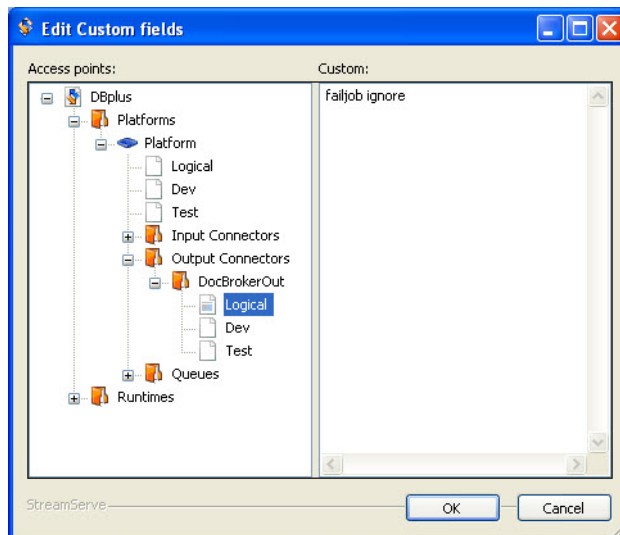 Edit Custom fields
Access points:
Custom:
DBplus
Platforms
Platform
Logical
Dev
Test
Input Connectors
Output Connectors
DocBrokerOut
Logical
Dev
Test
Queues
Runtimes
failjob ignore
StreamServe
OK
Cancel